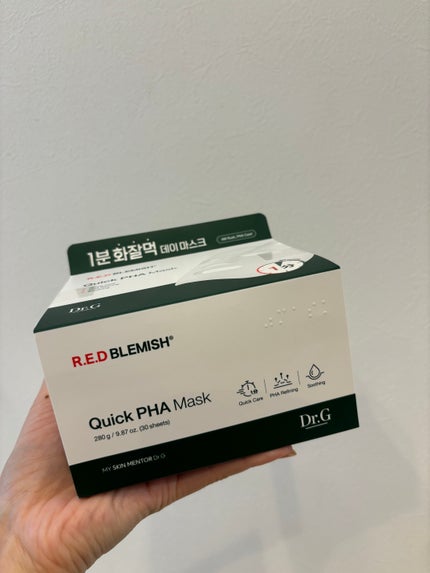 1분 화잘먹 데이 마스크
R.E.D BLEMISH®
Quick PHA Mask
Dr.G
R.E.D BLEMISH®
Quick PHA Mask
280 g / 9.87 oz. (30 sheets)
Quick Care
PHA Refining
Soothing
MY SKIN MENTOR Dr.G
Dr.G